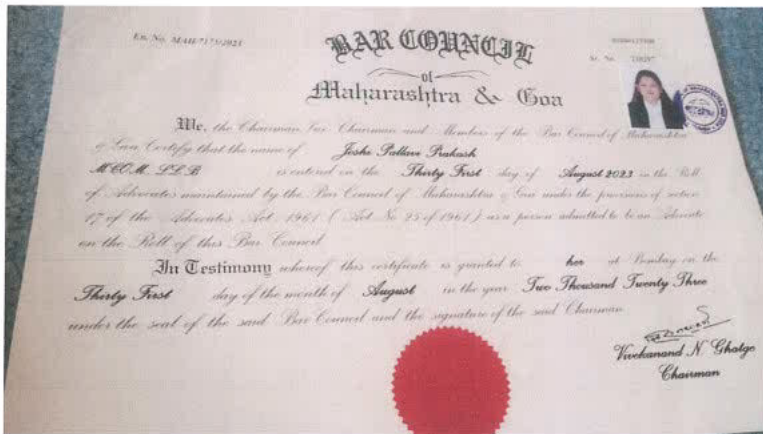 En. No. MAH/7175/2023
BAR COUNCIL
of
Maharashtra & Goa
We, the Chairman Vice Chairman and Members of the Bar Council of Maharashtra
& Goa Certify that the name of Joshi Pallavi Prakash
M.COM. LL.B is entered on the Thirty First day of August 2023 in the Roll
of Advocates maintained by the Bar Council of Maharashtra & Goa under the provisions of section
17 of the Advocates Act 1961 ( Act No 25 of 1961 ) as a person admitted to be an Advocate
on the Roll of this Bar Council
In Testimony whereof this certificate is granted to her at Bombay on the
Thirty First day of the month of August in the year Two Thousand Twenty Three
under the seal of the said Bar Council and the signature of the said Chairman
Vivekanand N. Ghatge
Chairman